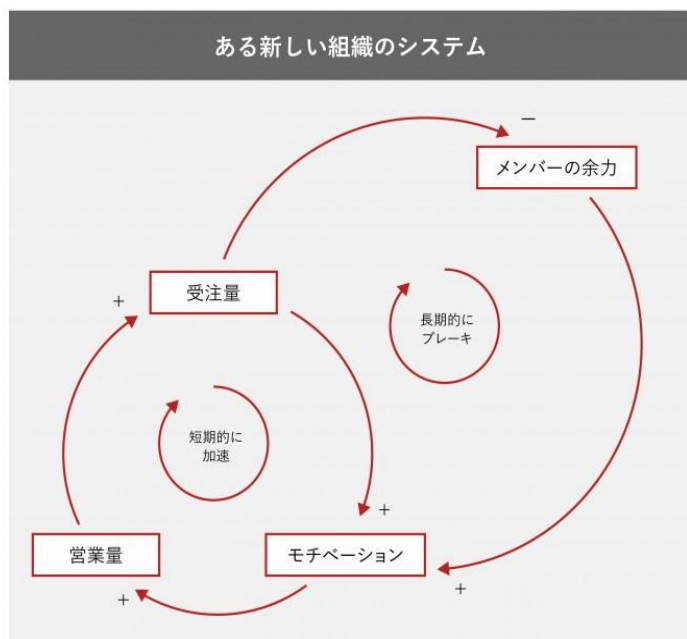 ある新しい組織のシステム
−
メンバーの余力
受注量
+
長期的に
ブレーキ
短期的に
加速
+
営業量
モチベーション
+
+